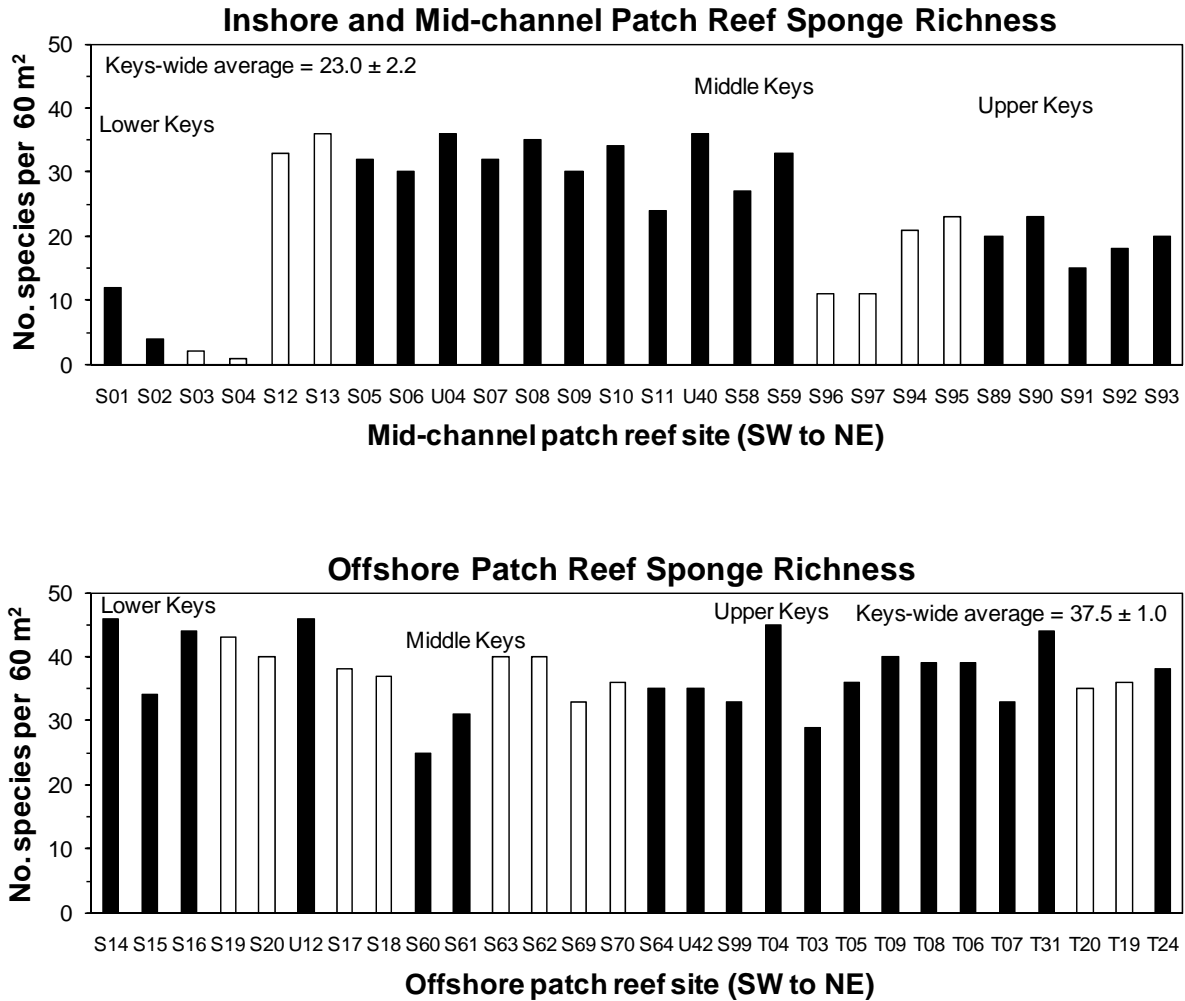 Inshore and Mid-channel Patch Reef Sponge Richness
No. species per 60 m²
50
40
30
20
10
0
Keys-wide average = 23.0 ± 2.2
Lower Keys
Middle Keys
Upper Keys
S01 S02 S03 S04 S12 S13 S05 S06 U04 S07 S08 S09 S10 S11 U40 S58 S59 S96 S97 S94 S95 S89 S90 S91 S92 S93
Mid-channel patch reef site (SW to NE)
Offshore Patch Reef Sponge Richness
No. species per 60 m²
50
40
30
20
10
0
Lower Keys
Middle Keys
Upper Keys
Keys-wide average = 37.5 ± 1.0
S14 S15 S16 S19 S20 U12 S17 S18 S60 S61 S63 S62 S69 S70 S64 U42 S99 T04 T03 T05 T09 T08 T06 T07 T31 T20 T19 T24
Offshore patch reef site (SW to NE)